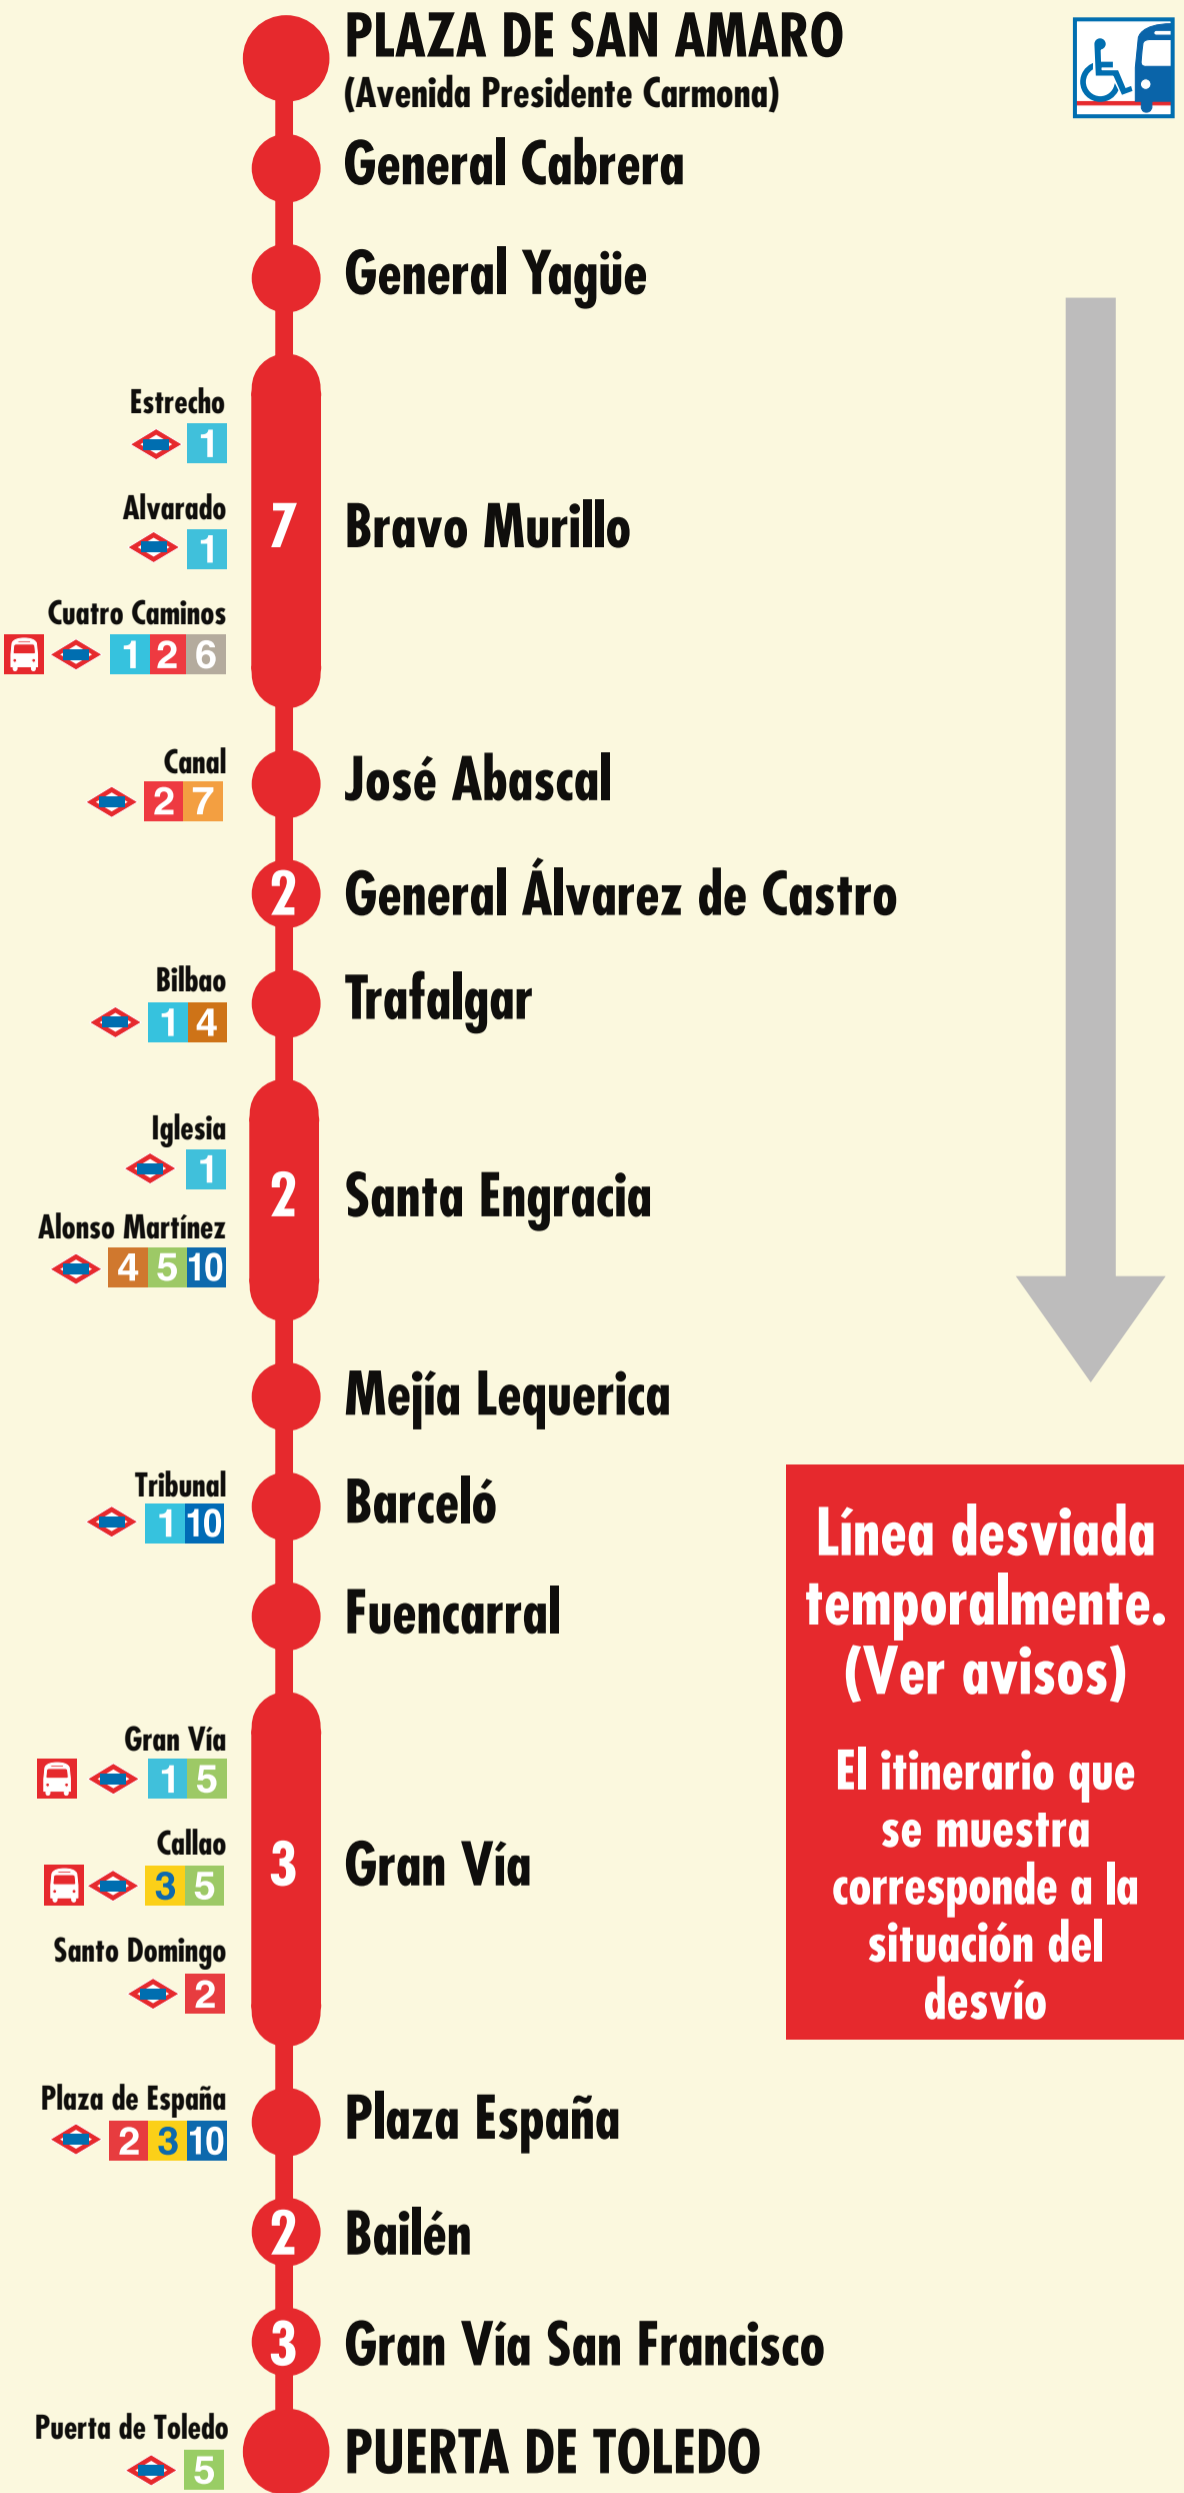 PLAZA DE SAN AMARO
(Avenida Presidente Carmona)
General Cabrera
General Yagüe
Estrecho
1
Alvarado
1
7
Bravo Murillo
Cuatro Caminos
1 2 6
Canal
2 7
José Abascal
2
General Álvarez de Castro
Bilbao
1 4
Trafalgar
Iglesia
1
2
Santa Engracia
Alonso Martínez
4 5 10
Mejía Lequerica
Tribunal
1 10
Barceló
Fuencarral
Línea desviada
temporalmente.
(Ver avisos)
El itinerario que
se muestra
corresponde a la
situación del
desvío
Gran Vía
1 5
Callao
3 5
3
Gran Vía
Santo Domingo
2
Plaza de España
2 3 10
Plaza España
2
Bailén
3
Gran Vía San Francisco
Puerta de Toledo
5
PUERTA DE TOLEDO